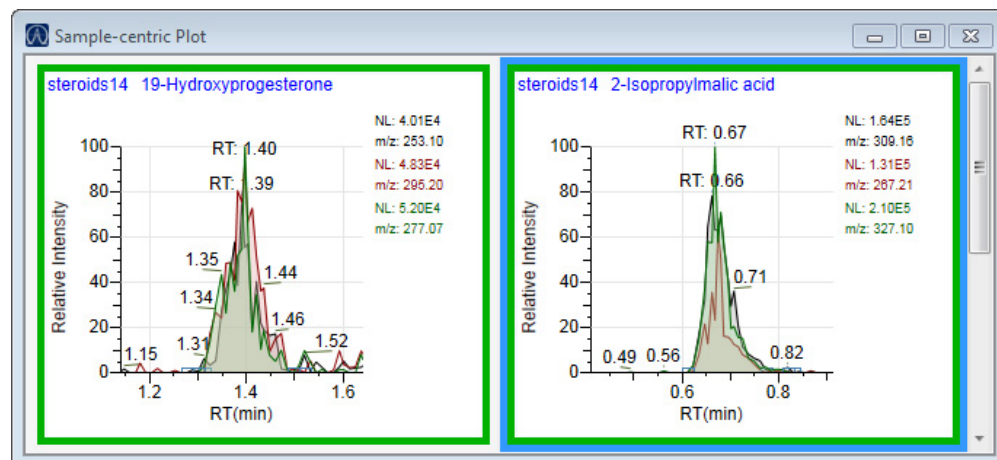 Sample-centric Plot
steroids14 19-Hydroxyprogesterone
NL: 4.01E4
m/z: 253.10
NL: 4.83E4
m/z: 295.20
NL: 5.20E4
m/z: 277.07
RT: 1.40
RT: 1.39
1.35
1.34
1.31
1.15
1.44
1.46
1.52
100
80
60
40
20
0
Relative Intensity
1.2 1.4 1.6
RT(min)
steroids14 2-Isopropylmalic acid
NL: 1.64E5
m/z: 309.16
NL: 1.31E5
m/z: 267.21
NL: 2.10E5
m/z: 327.10
RT: 0.67
RT: 0.66
0.71
0.49 0.56 0.82
100
80
60
40
20
0
Relative Intensity
0.6 0.8
RT(min)